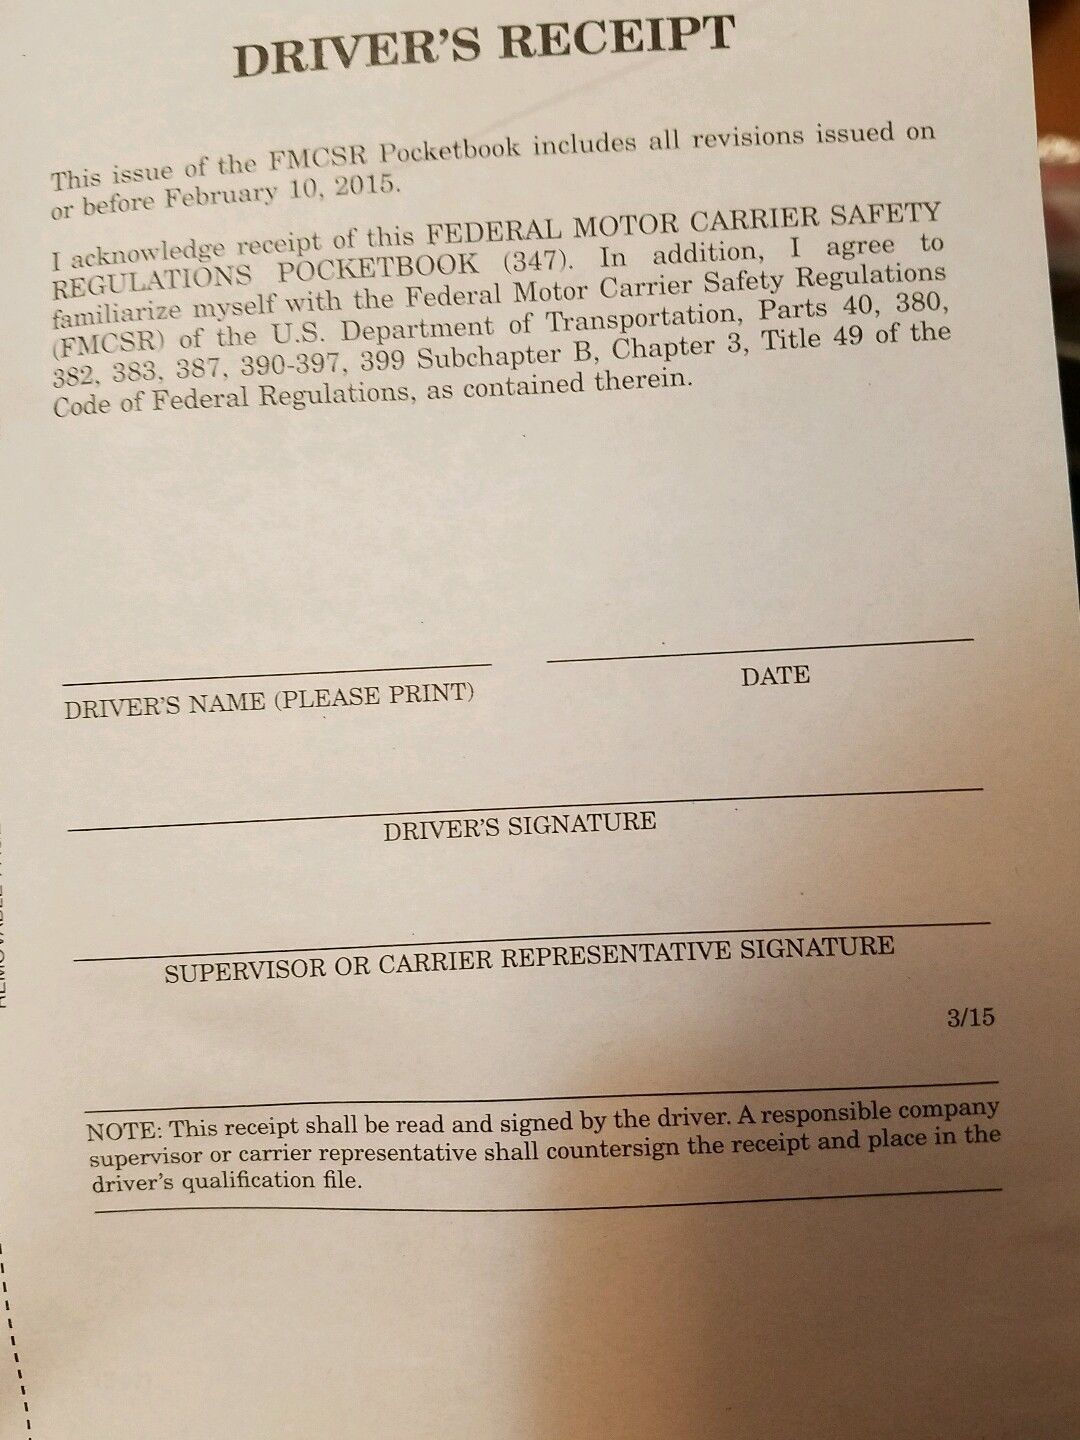 DRIVER'S RECEIPT
This issue of the FMCSR Pocketbook includes all revisions issued on
or before February 10, 2015.
I acknowledge receipt of this FEDERAL MOTOR CARRIER SAFETY
REGULATIONS POCKETBOOK (347). In addition, I agree to
familiarize myself with the Federal Motor Carrier Safety Regulations
(FMCSR) of the U.S. Department of Transportation, Parts 40, 380,
382, 383, 387, 390-397, 399 Subchapter B, Chapter 3, Title 49 of the
Code of Federal Regulations, as contained therein.
DRIVER'S NAME (PLEASE PRINT)
DATE
DRIVER'S SIGNATURE
SUPERVISOR OR CARRIER REPRESENTATIVE SIGNATURE
3/15
NOTE: This receipt shall be read and signed by the driver. A responsible company
supervisor or carrier representative shall countersign the receipt and place in the
driver's qualification file.